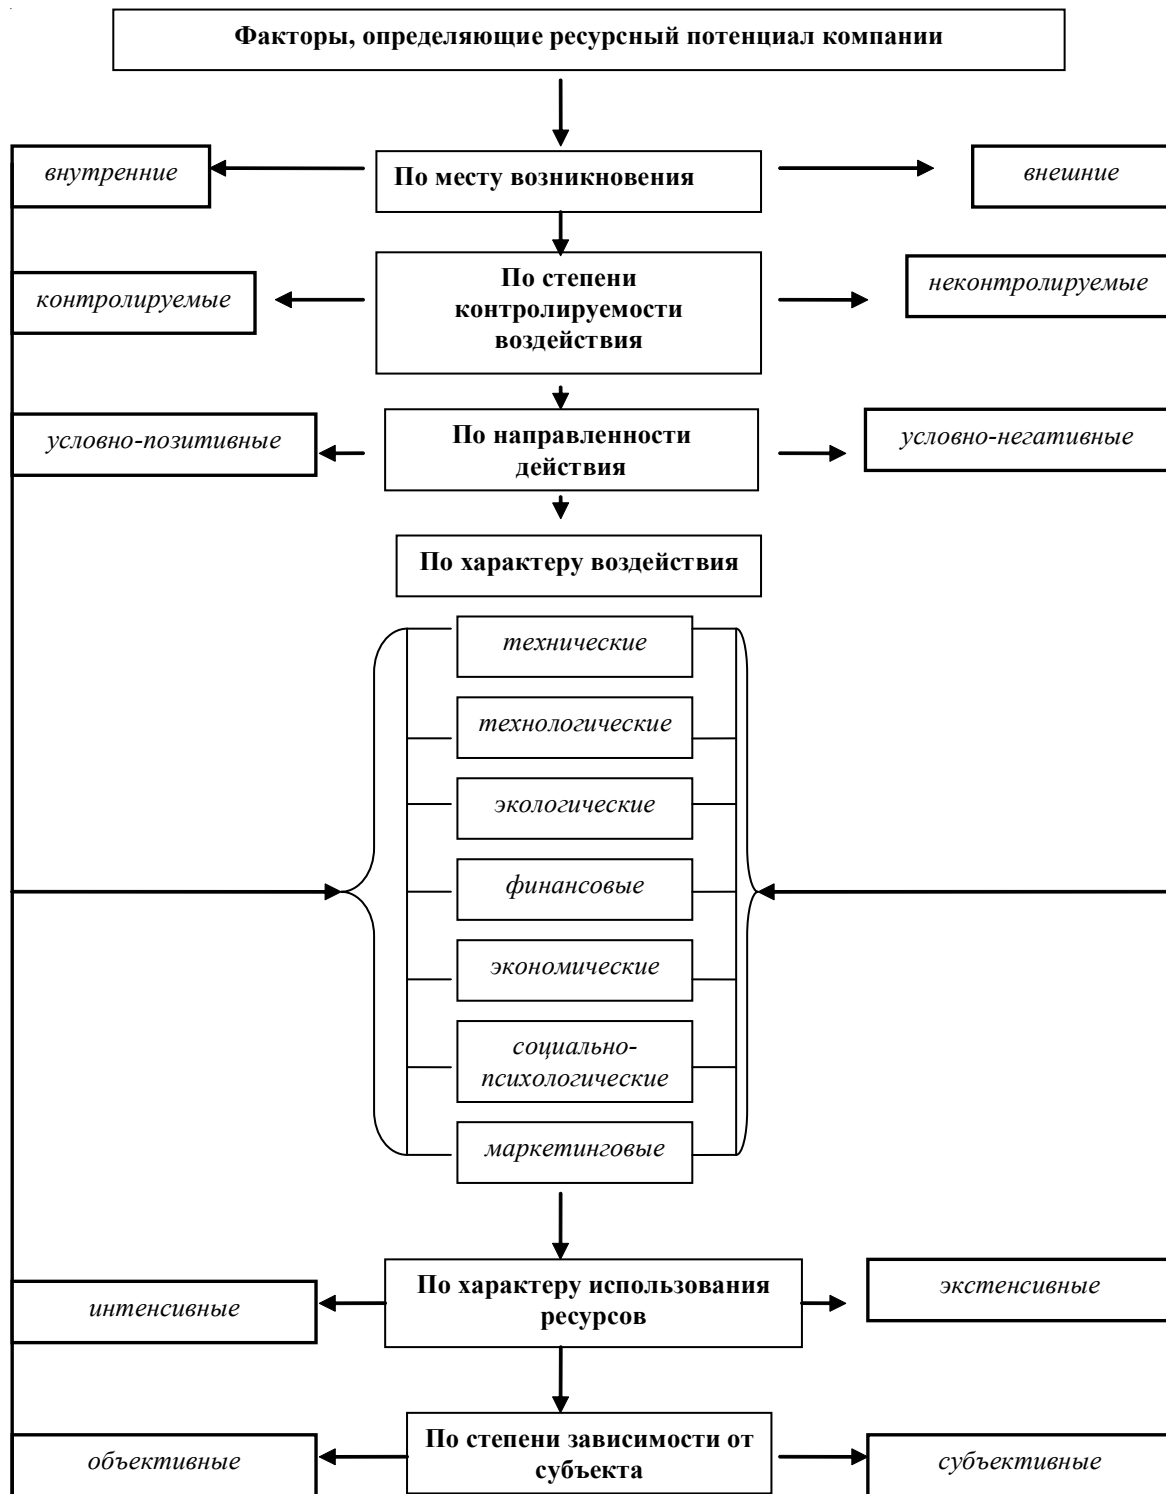 Факторы, определяющие ресурсный потенциал компании
внутренние
По месту возникновения
внешние
контролируемые
По степени
контролируемости
воздействия
неконтролируемые
условно-позитивные
По направленности
действия
условно-негативные
По характеру воздействия
технические
технологические
экологические
финансовые
экономические
социально-
психологические
маркетинговые
интенсивные
По характеру использования
ресурсов
экстенсивные
объективные
По степени зависимости от
субъекта
субъективные